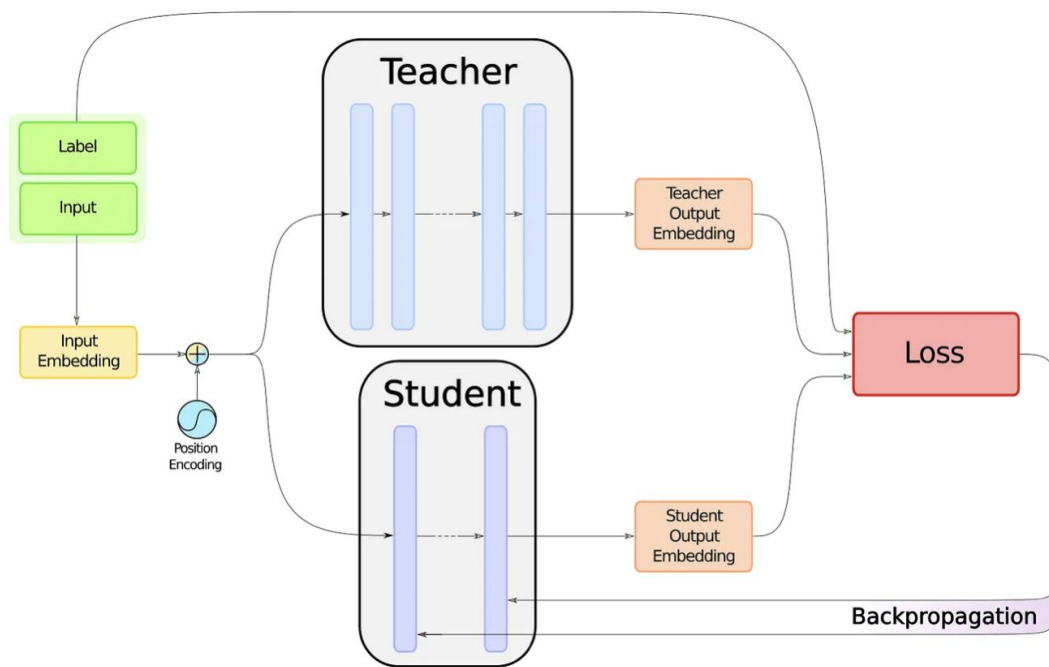 Teacher
Label
Input
Teacher
Output
Embedding
Input
Embedding
Position
Encoding
Loss
Student
Student
Output
Embedding
Backpropagation